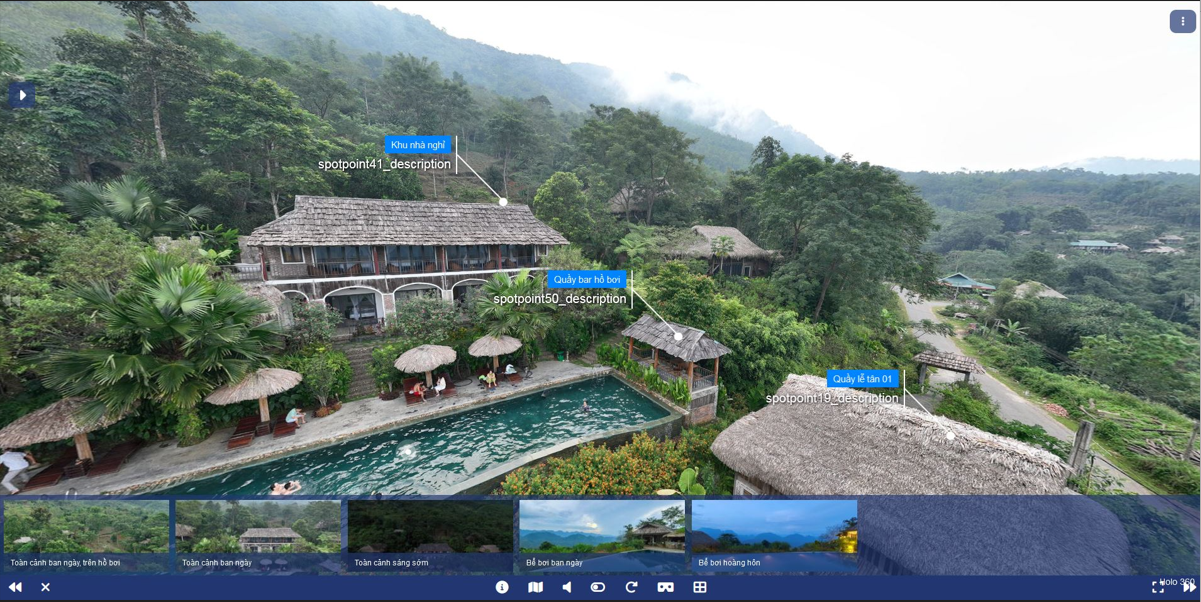 Khu nhà nghỉ
spotpoint41_description
Quầy bar hồ bơi
spotpoint50_description
Quầy lễ tân 01
spotpoint19_description
Toàn cảnh ban ngày, trên hồ bơi
Toàn cảnh ban ngày
Toàn cảnh sáng sớm
Bể bơi ban ngày
Bể bơi hoàng hôn
Holo 360